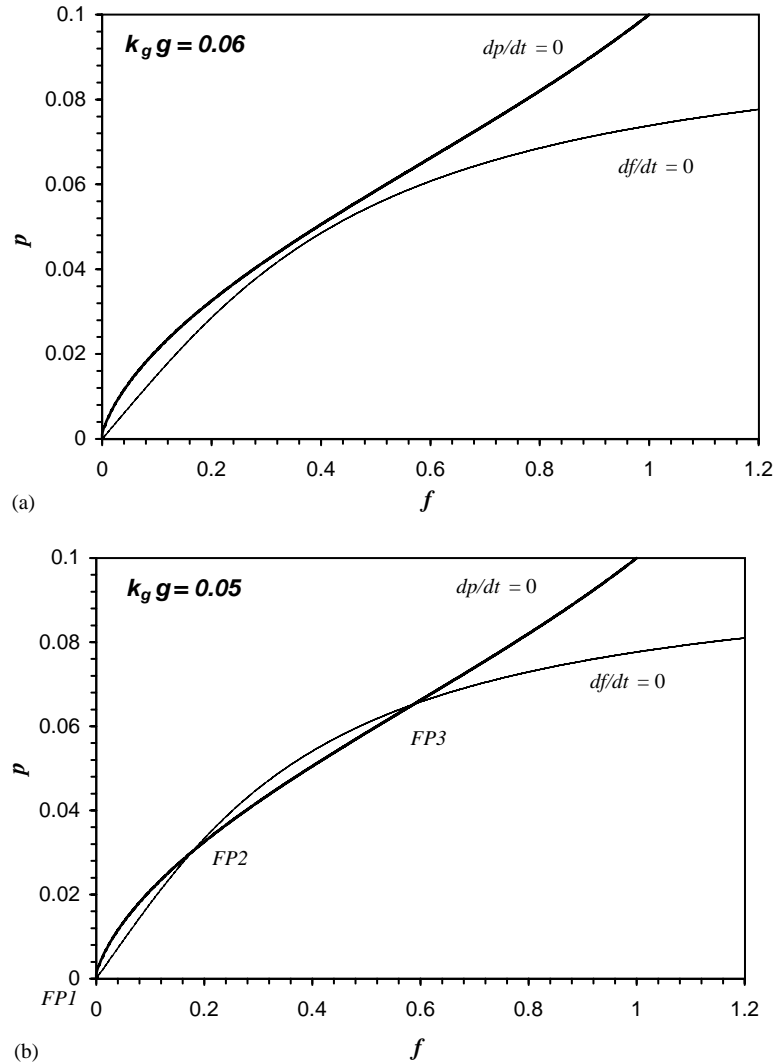 0.1
k_g g = 0.06
dp/dt = 0
0.08
df/dt = 0
0.06
p
0.04
0.02
0
0 0.2 0.4 0.6 0.8 1 1.2
(a)
f
0.1
k_g g = 0.05
dp/dt = 0
0.08
df/dt = 0
0.06
FP3
p
0.04
FP2
0.02
0
FP1
0 0.2 0.4 0.6 0.8 1 1.2
(b)
f